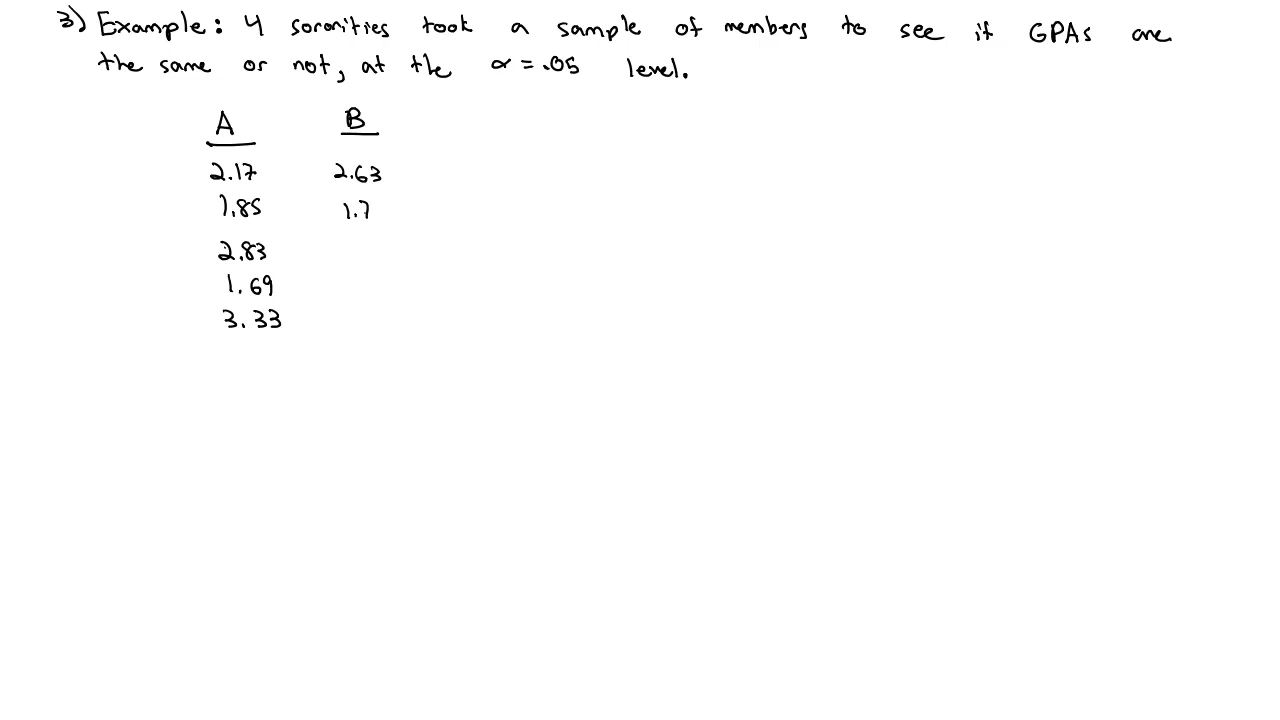 3) Example: 4 sororities took a sample of members to see if GPAs are
the same or not, at the α = .05 level.
A B
2.17 2.63
1.85 1.7
2.83
1.69
3.33